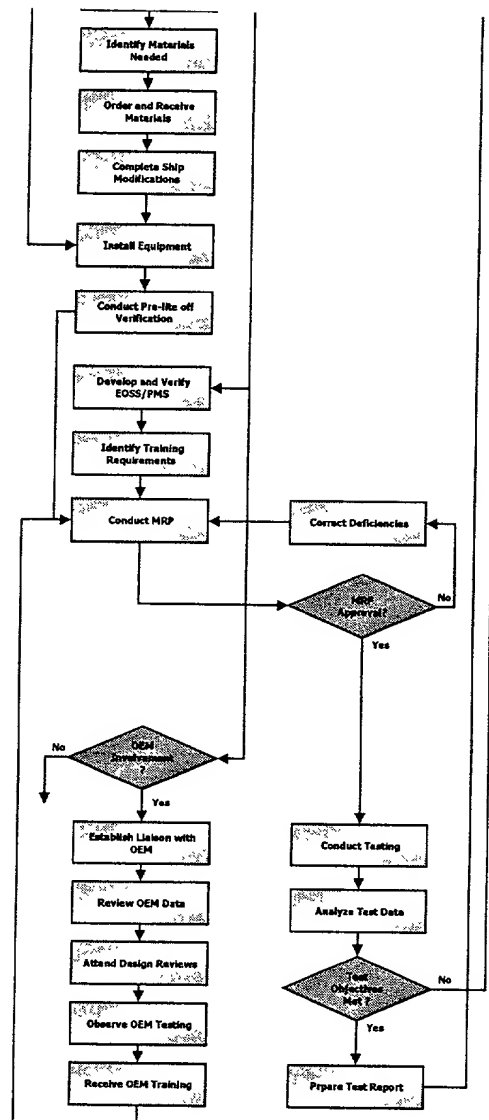 Identify Materials
Needed
Order and Receive
Materials
Complete Ship
Modifications
Install Equipment
Conduct Pre-lite off
Verification
Develop and Verify
EOSS/PMS
Identify Training
Requirements
Conduct MRP
Correct Deficiencies
MRP
Approval?
No
Yes
OEM
Involvement
?
No
Yes
Establish Liaison with
OEM
Review OEM Data
Attend Design Reviews
Observe OEM Testing
Receive OEM Training
Conduct Testing
Analyze Test Data
Test
Objectives
Met ?
No
Yes
Prpare Test Report